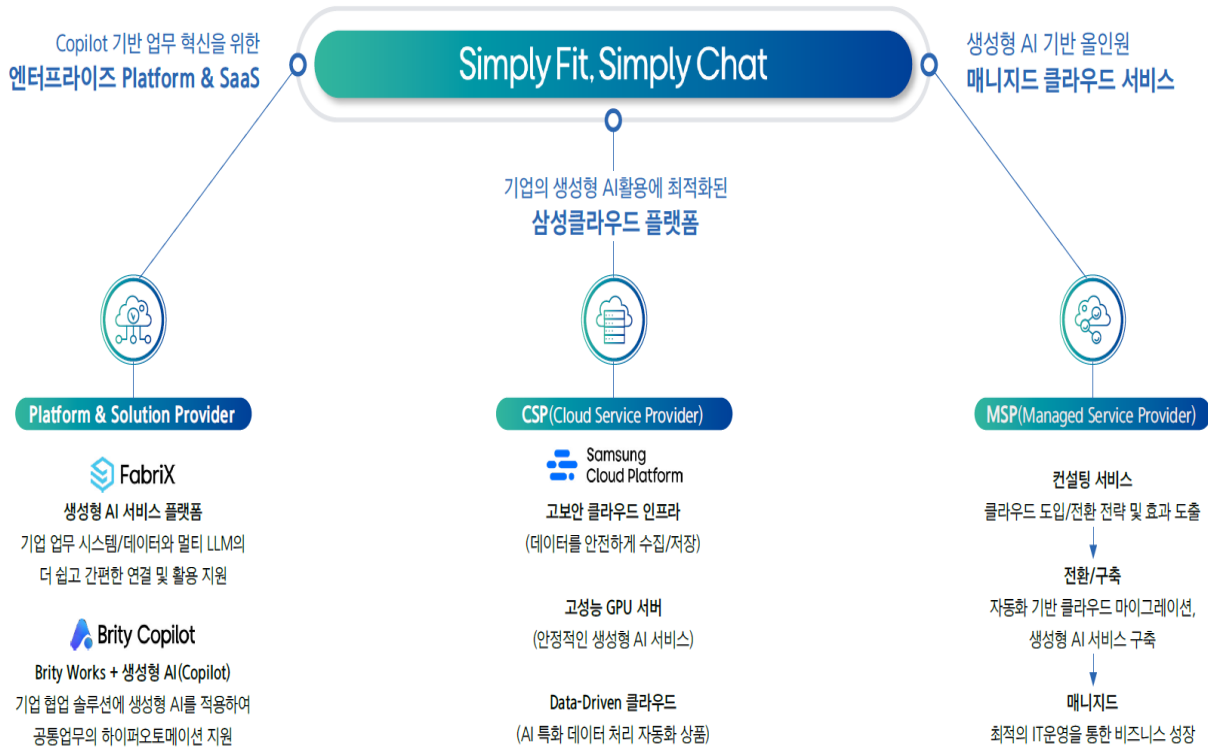 Copilot 기반 업무 혁신을 위한
엔터프라이즈 Platform & SaaS
Simply Fit, Simply Chat
생성형 AI 기반 올인원
매니지드 클라우드 서비스
기업의 생성형 AI활용에 최적화된
삼성클라우드 플랫폼
Platform & Solution Provider
FabriX
생성형 AI 서비스 플랫폼
기업 업무 시스템/데이터와 멀티 LLM의
더 쉽고 간편한 연결 및 활용 지원
Brity Copilot
Brity Works + 생성형 AI(Copilot)
기업 협업 솔루션에 생성형 AI를 적용하여
공통업무의 하이퍼오토메이션 지원
CSP(Cloud Service Provider)
Samsung
Cloud Platform
고보안 클라우드 인프라
(데이터를 안전하게 수집/저장)
고성능 GPU 서버
(안정적인 생성형 AI 서비스)
Data-Driven 클라우드
(AI 특화 데이터 처리 자동화 상품)
MSP(Managed Service Provider)
컨설팅 서비스
클라우드 도입/전환 전략 및 효과 도출
전환/구축
자동화 기반 클라우드 마이그레이션,
생성형 AI 서비스 구축
매니지드
최적의 IT운영을 통한 비즈니스 성장